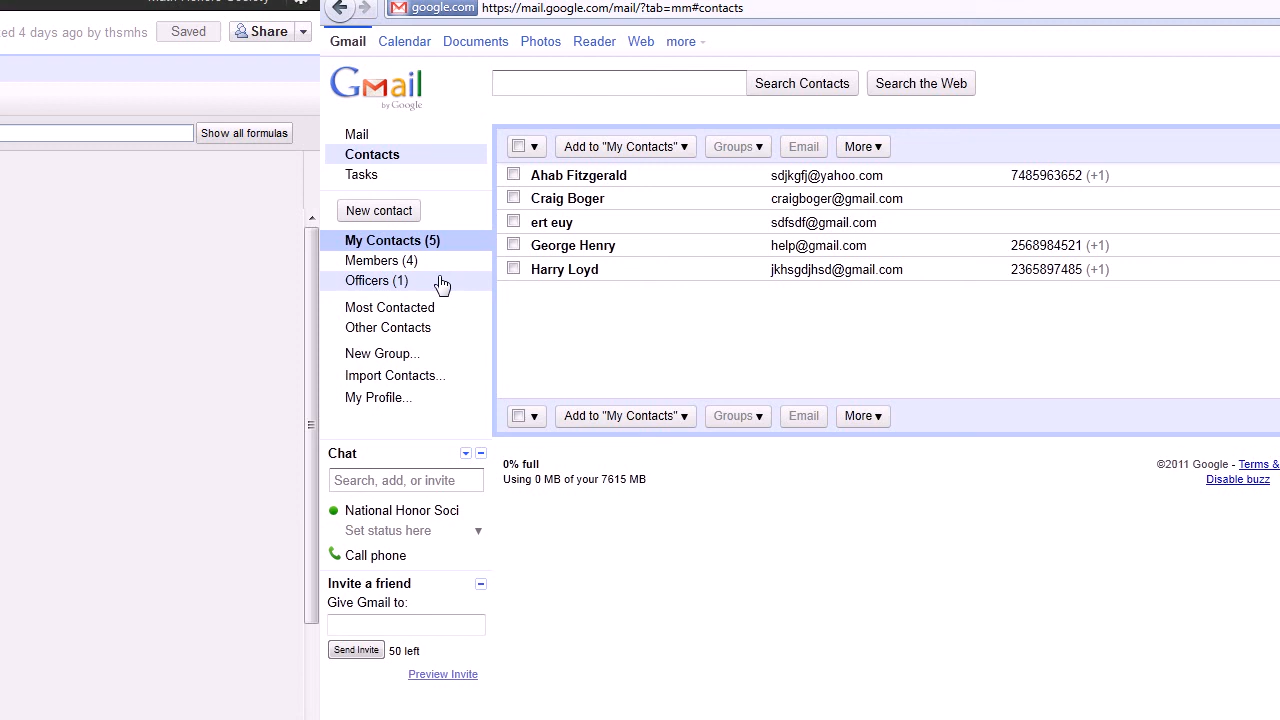 ted 4 days ago by thsmhs Saved Share
Show all formulas
google.com https://mail.google.com/mail/?tab=mm#contacts
Gmail Calendar Documents Photos Reader Web more
Gmail by Google
Search Contacts Search the Web
Mail
Contacts
Tasks
New contact
My Contacts (5)
Members (4)
Officers (1)
Most Contacted
Other Contacts
New Group...
Import Contacts...
My Profile...
Add to "My Contacts" Groups Email More
Ahab Fitzgerald sdjkgfj@yahoo.com 7485963652 (+1)
Craig Boger craigboger@gmail.com
ert euy sdfsdf@gmail.com
George Henry help@gmail.com 2568984521 (+1)
Harry Loyd jkhsgdjhsd@gmail.com 2365897485 (+1)
Add to "My Contacts" Groups Email More
0% full
Using 0 MB of your 7615 MB
©2011 Google - Terms &
Disable buzz
Chat
Search, add, or invite
National Honor Soci
Set status here
Call phone
Invite a friend
Give Gmail to:
Send Invite 50 left
Preview Invite